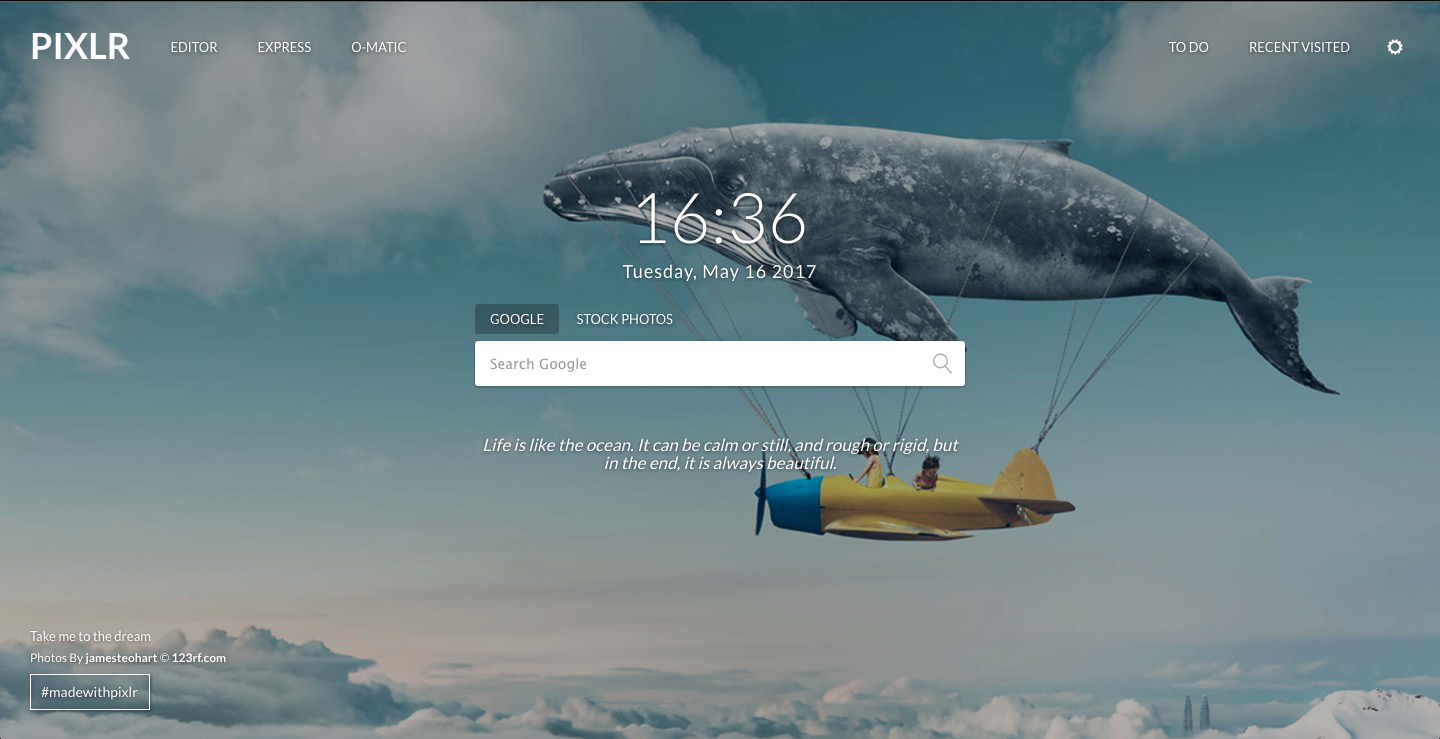 PIXLR EDITOR EXPRESS O-MATIC TO DO RECENT VISITED
16:36
Tuesday, May 16 2017
GOOGLE STOCK PHOTOS
Search Google
Life is like the ocean. It can be calm or still, and rough or rigid, but
in the end, it is always beautiful.
Take me to the dream
Photos By jamesteohart © 123rf.com
#madewithpixlr